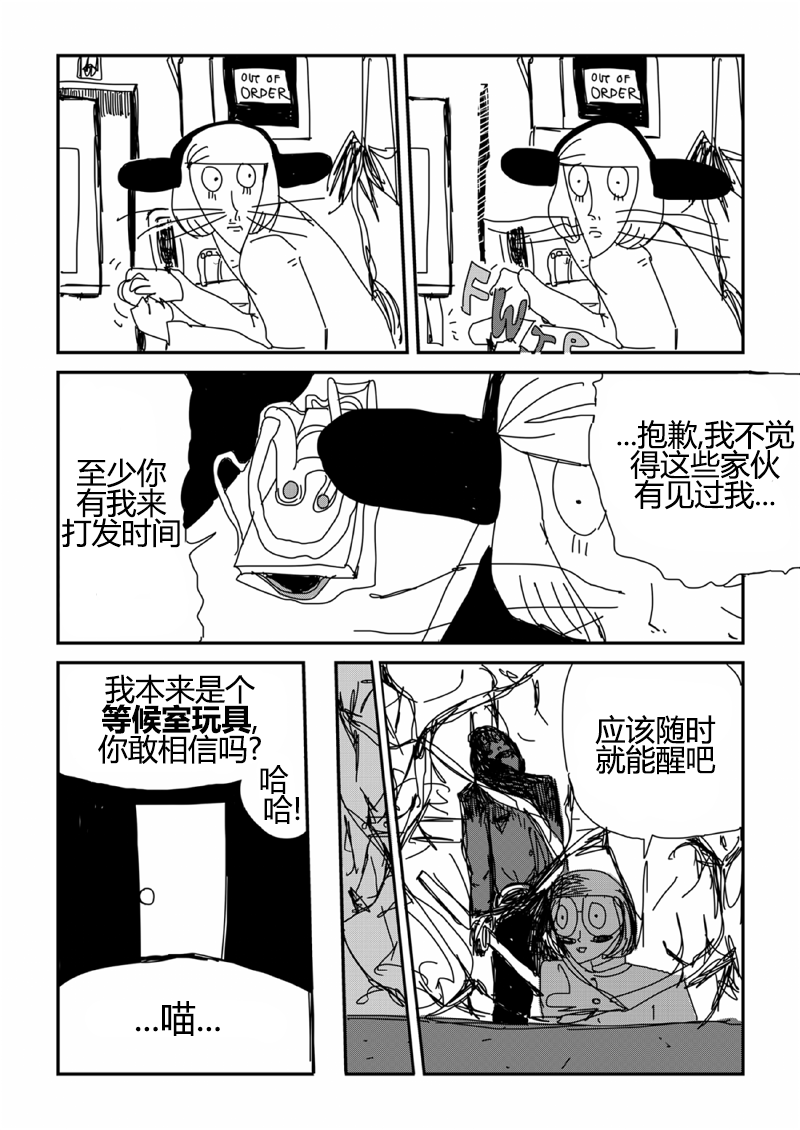 OUT OF
ORDER
OUT OF
ORDER
FWIP
至少你
有我来
打发时间
...抱歉,我不觉
得这些家伙
有见过我...
我本来是个
等候室玩具,
你敢相信吗?
哈
哈!
...喵...
应该随时
就能醒吧